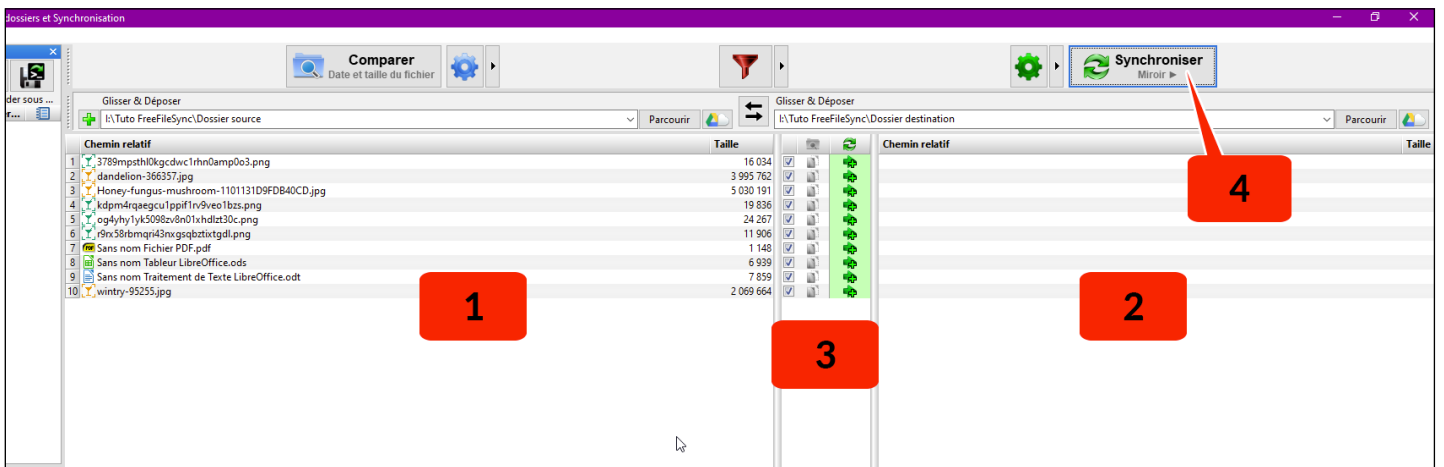 dossiers et Synchronisation
Comparer
Date et taille du fichier
Synchroniser
Miroir ►
der sous ...
r...
Glisser & Déposer
I:\Tuto FreeFileSync\Dossier source
Parcourir
Glisser & Déposer
I:\Tuto FreeFileSync\Dossier destination
Parcourir
Chemin relatif Taille
Chemin relatif Taille
1 3789mpsthl0kgcdwc1rhn0amp0o3.png 16 034
2 dandelion-366357.jpg 3 995 762
3 Honey-fungus-mushroom-1101131D9FDB40CD.jpg 5 030 191
4 kdpm4rqaegcu1ppif1rv9veo1bzs.png 19 836
5 og4yhy1yk5098zv8n01xhdlzt30c.png 24 267
6 r9rx58rbmqri43nxgsqbztixtgdl.png 11 906
7 Sans nom Fichier PDF.pdf 1 148
8 Sans nom Tableur LibreOffice.ods 6 939
9 Sans nom Traitement de Texte LibreOffice.odt 7 859
10 wintry-95255.jpg 2 069 664
4
1
2
3